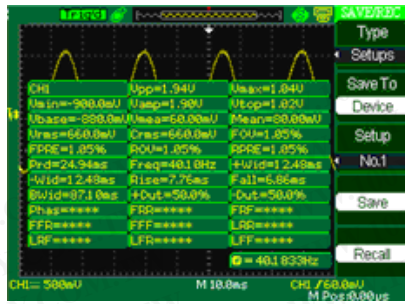 Trig'd SAVE/REC
Type
Setups
Save To
Device
Setup
No.1
Save
Recall
CH1 Vpp=1.94V Vmax=1.04V
Vmin=-900.0mV Vamp=1.90V Vtop=1.02V
Vbase=-880.0mV Vmea=60.00mV Mean=80.00mV
Vrms=660.0mV Crms=660.0mV FOV=1.05%
FPRE=1.05% ROV=1.05% RPRE=1.05%
Prd=24.94ms Freq=40.10Hz +Wid=12.48ms
-Wid=12.48ms Rise=7.76ms Fall=6.86ms
BWid=87.10ms +Dut=50.0% -Dut=50.0%
Phas=**** FRR=**** FRF=****
FFR=**** FFF=**** LRR=****
LRF=**** LFR=**** LFF=****
=40.1833Hz
CH1 500mV M 10.0ms CH1 /60.0mV
M Pos:0.00us